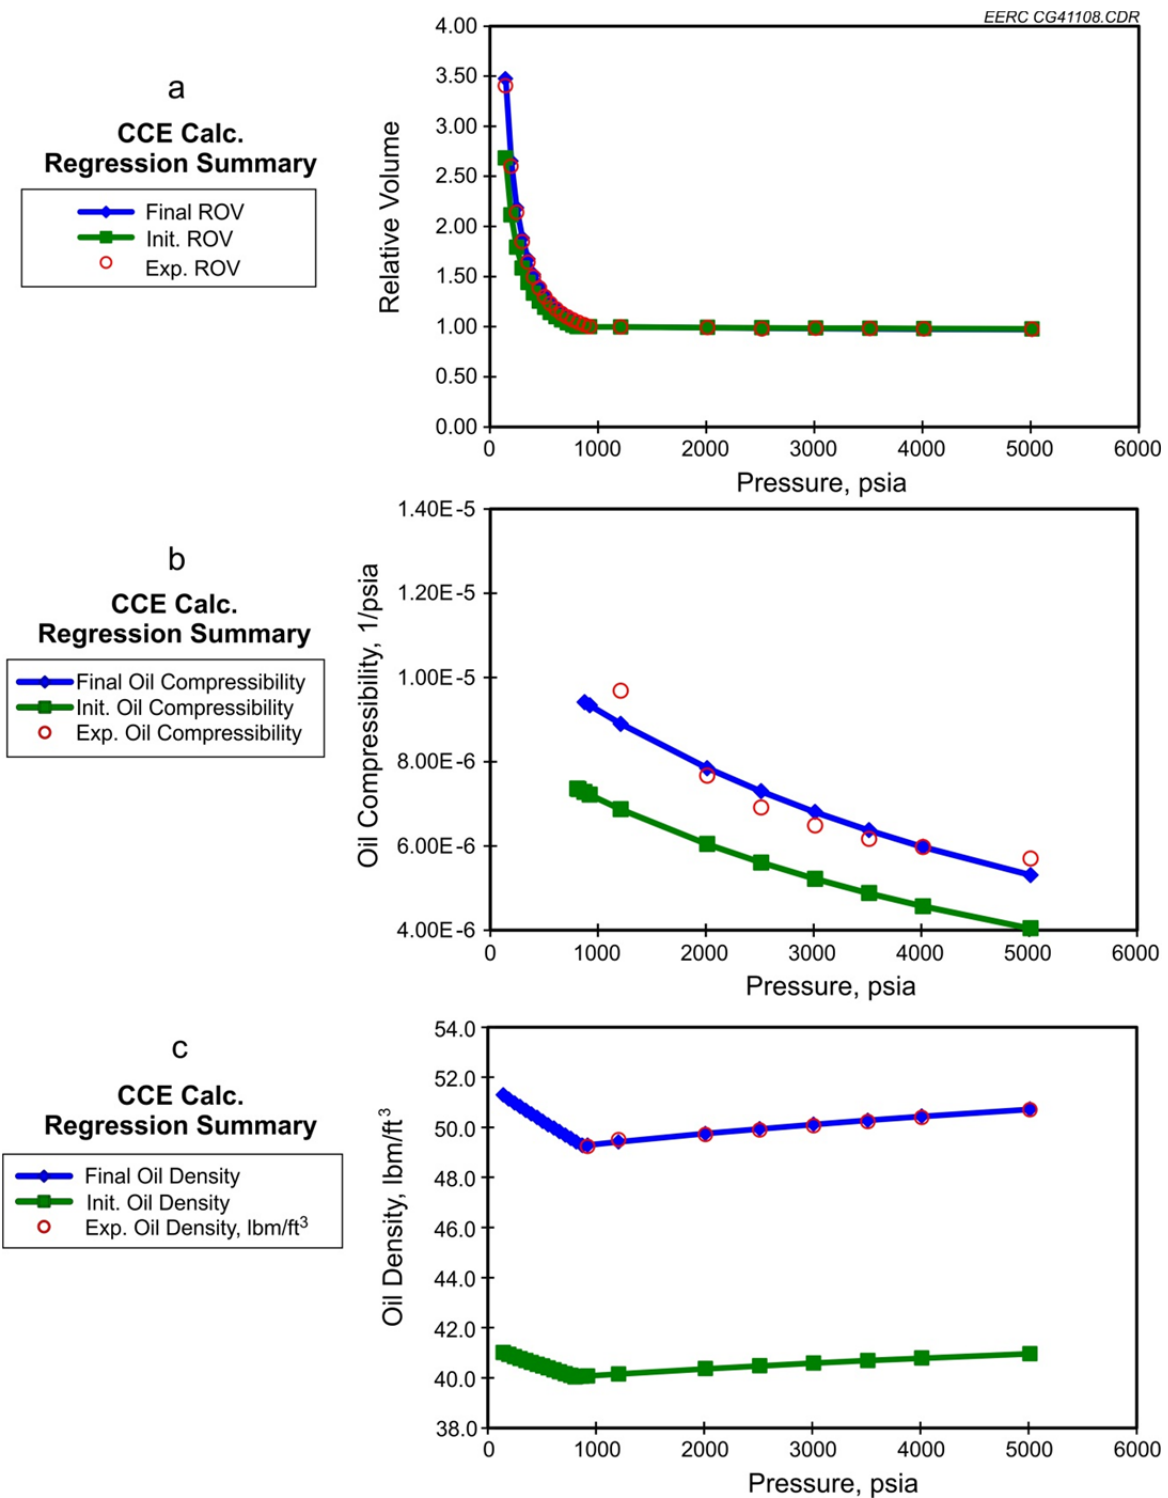 EERC CG41108.CDR
a
CCE Calc.
Regression Summary
Final ROV
Init. ROV
Exp. ROV
Relative Volume
4.00
3.50
3.00
2.50
2.00
1.50
1.00
0.50
0.00
0 1000 2000 3000 4000 5000 6000
Pressure, psia
b
CCE Calc.
Regression Summary
Final Oil Compressibility
Init. Oil Compressibility
Exp. Oil Compressibility
Oil Compressibility, 1/psia
1.40E-5
1.20E-5
1.00E-5
8.00E-6
6.00E-6
4.00E-6
0 1000 2000 3000 4000 5000 6000
Pressure, psia
c
CCE Calc.
Regression Summary
Final Oil Density
Init. Oil Density
Exp. Oil Density, lbm/ft³
Oil Density, lbm/ft³
54.0
52.0
50.0
48.0
46.0
44.0
42.0
40.0
38.0
0 1000 2000 3000 4000 5000 6000
Pressure, psia